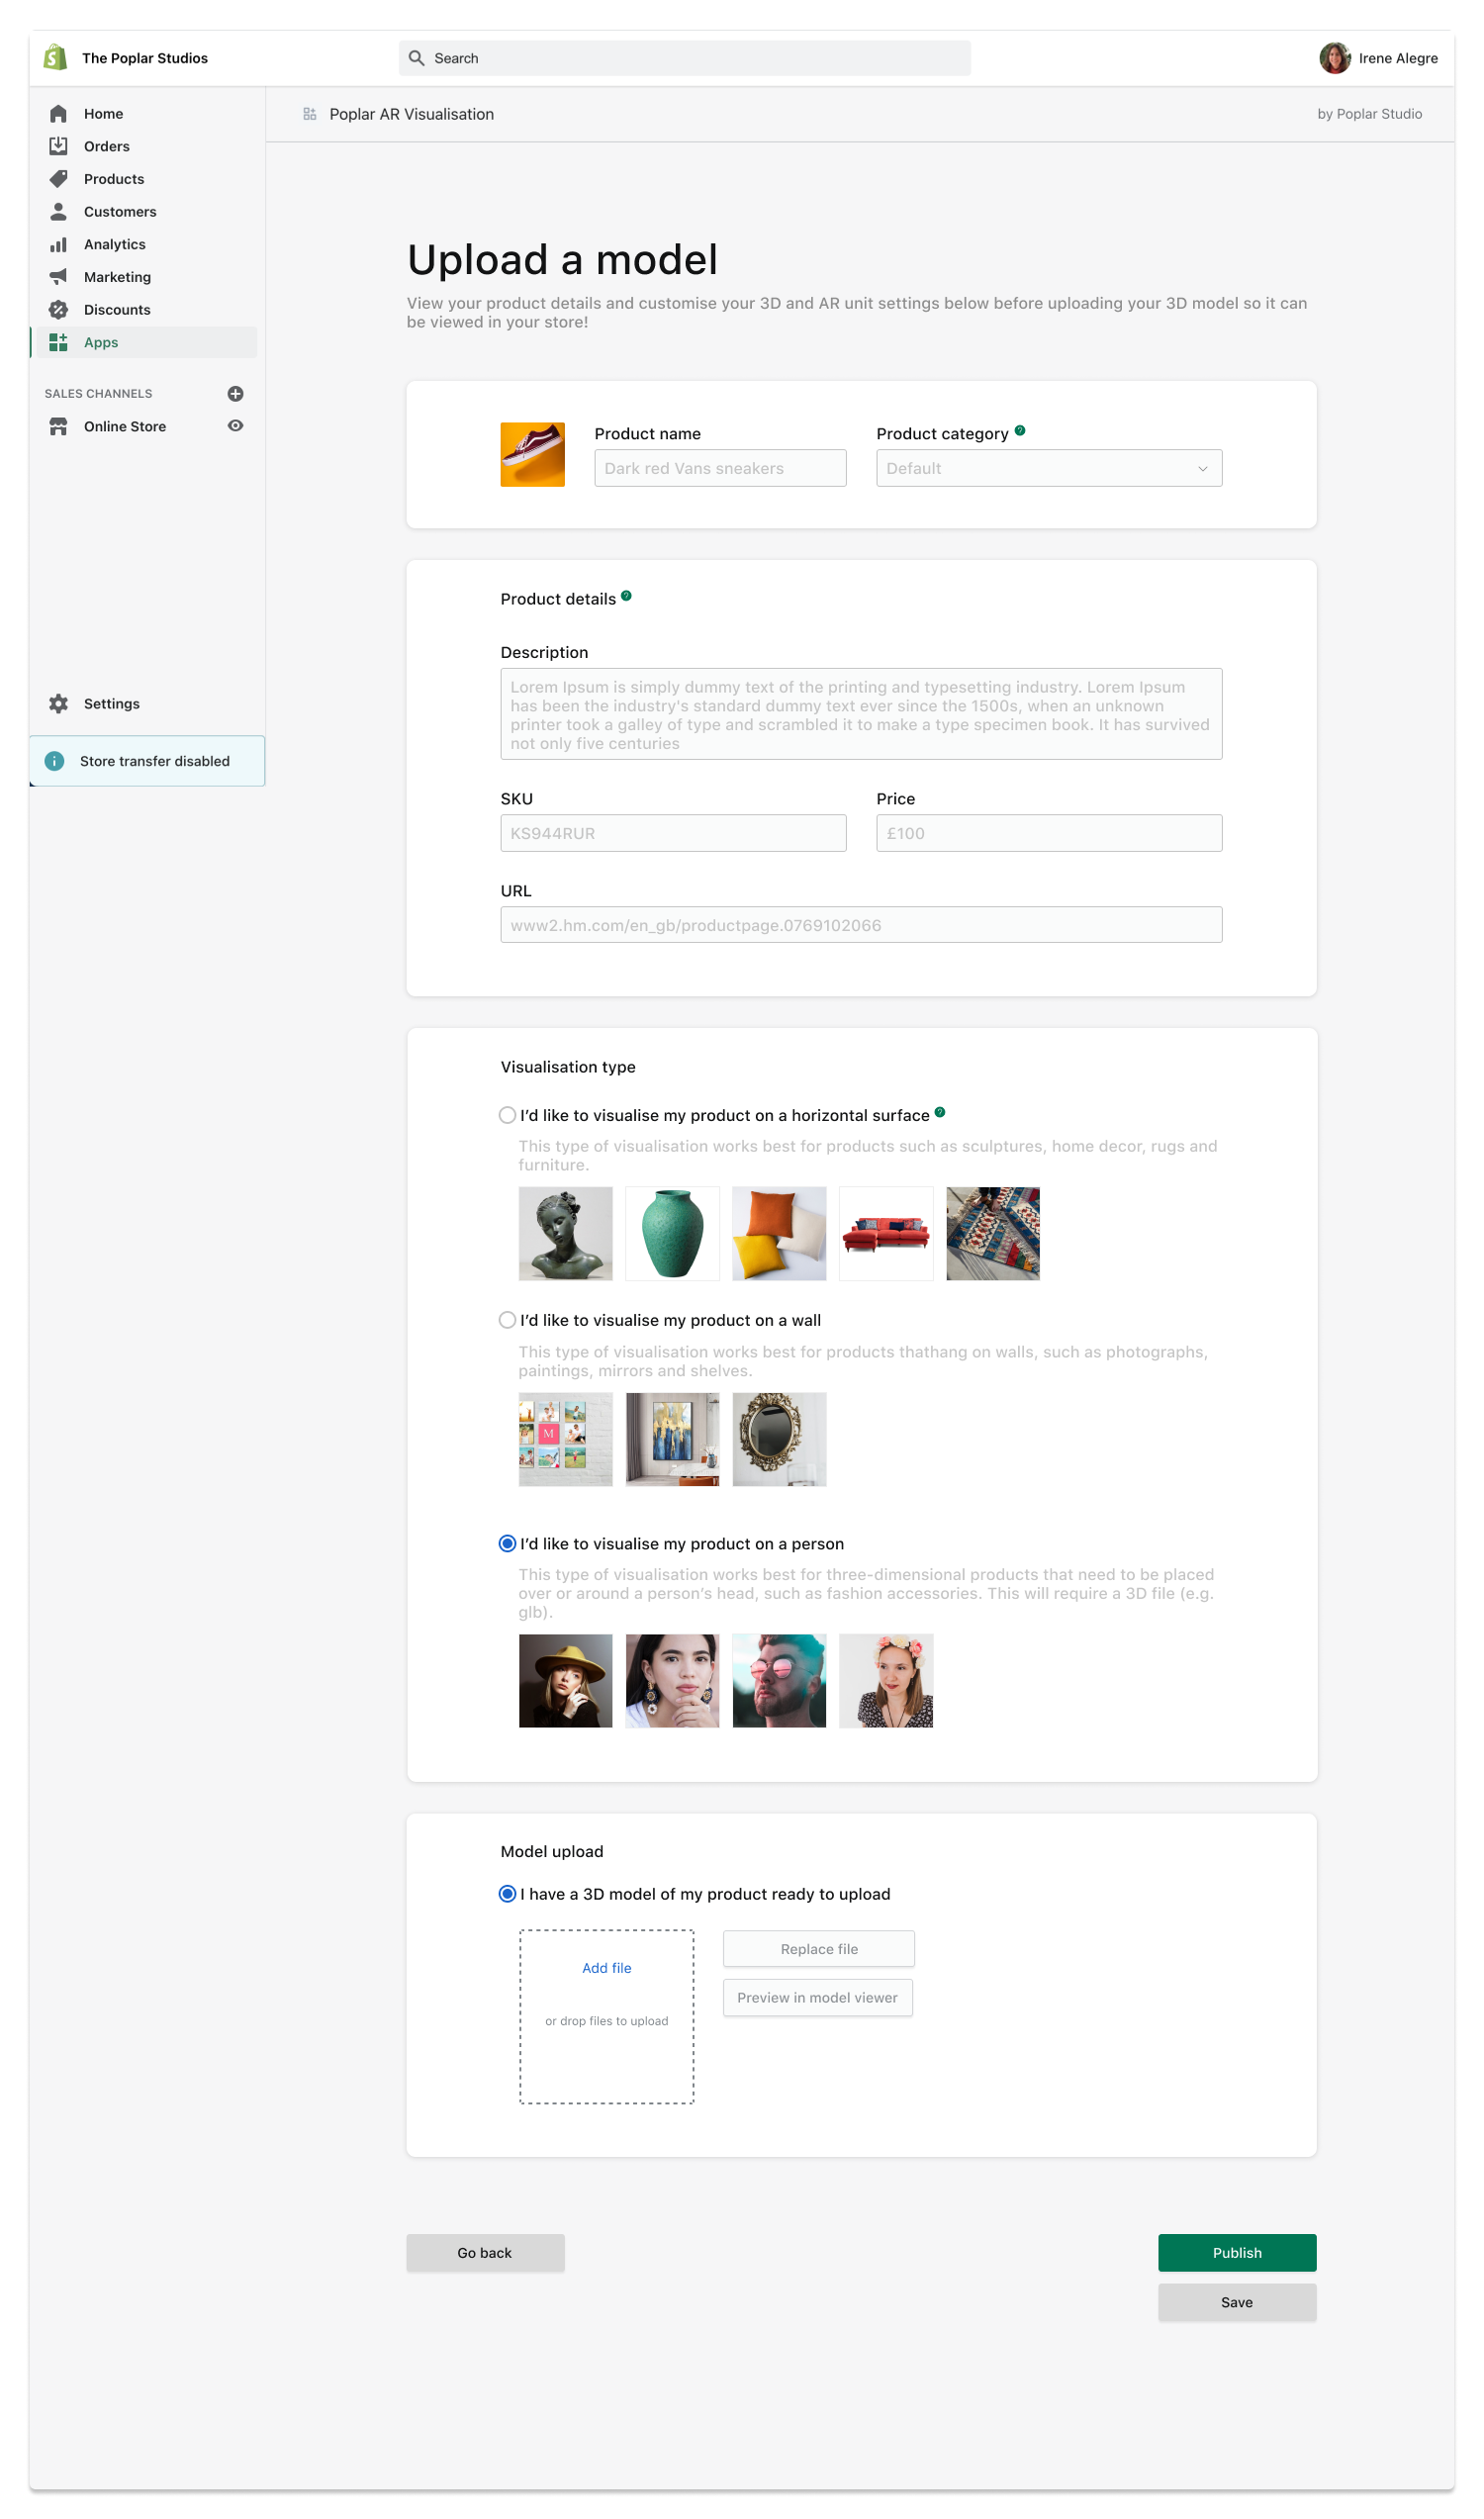 The Poplar Studios
Search
Irene Alegre
Home
Orders
Products
Customers
Analytics
Marketing
Discounts
Apps
SALES CHANNELS
Online Store
Settings
Store transfer disabled
Poplar AR Visualisation
by Poplar Studio
Upload a model
View your product details and customise your 3D and AR unit settings below before uploading your 3D model so it can
be viewed in your store!
Product name
Dark red Vans sneakers
Product category ?
Default
Product details ?
Description
Lorem Ipsum is simply dummy text of the printing and typesetting industry. Lorem Ipsum
has been the industry's standard dummy text ever since the 1500s, when an unknown
printer took a galley of type and scrambled it to make a type specimen book. It has survived
not only five centuries
SKU
KS944RUR
Price
£100
URL
www2.hm.com/en_gb/productpage.0769102066
Visualisation type
I’d like to visualise my product on a horizontal surface ?
This type of visualisation works best for products such as sculptures, home decor, rugs and
furniture.
I’d like to visualise my product on a wall
This type of visualisation works best for products thathang on walls, such as photographs,
paintings, mirrors and shelves.
M
I’d like to visualise my product on a person
This type of visualisation works best for three-dimensional products that need to be placed
over or around a person’s head, such as fashion accessories. This will require a 3D file (e.g.
glb).
Model upload
I have a 3D model of my product ready to upload
Add file
or drop files to upload
Replace file
Preview in model viewer
Go back
Publish
Save